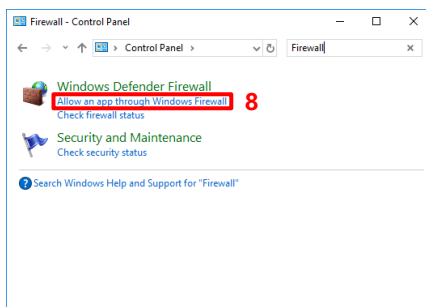 Firewall - Control Panel
Control Panel
Firewall
Windows Defender Firewall
Allow an app through Windows Firewall
8
Check firewall status
Security and Maintenance
Check security status
Search Windows Help and Support for "Firewall"